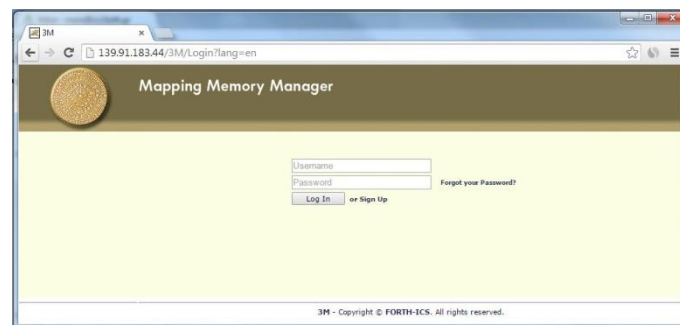 3M
139.91.183.44/3M/Login?lang=en
Mapping Memory Manager
Username
Password
Forgot your Password?
Log In
or Sign Up
3M - Copyright © FORTH-ICS. All rights reserved.